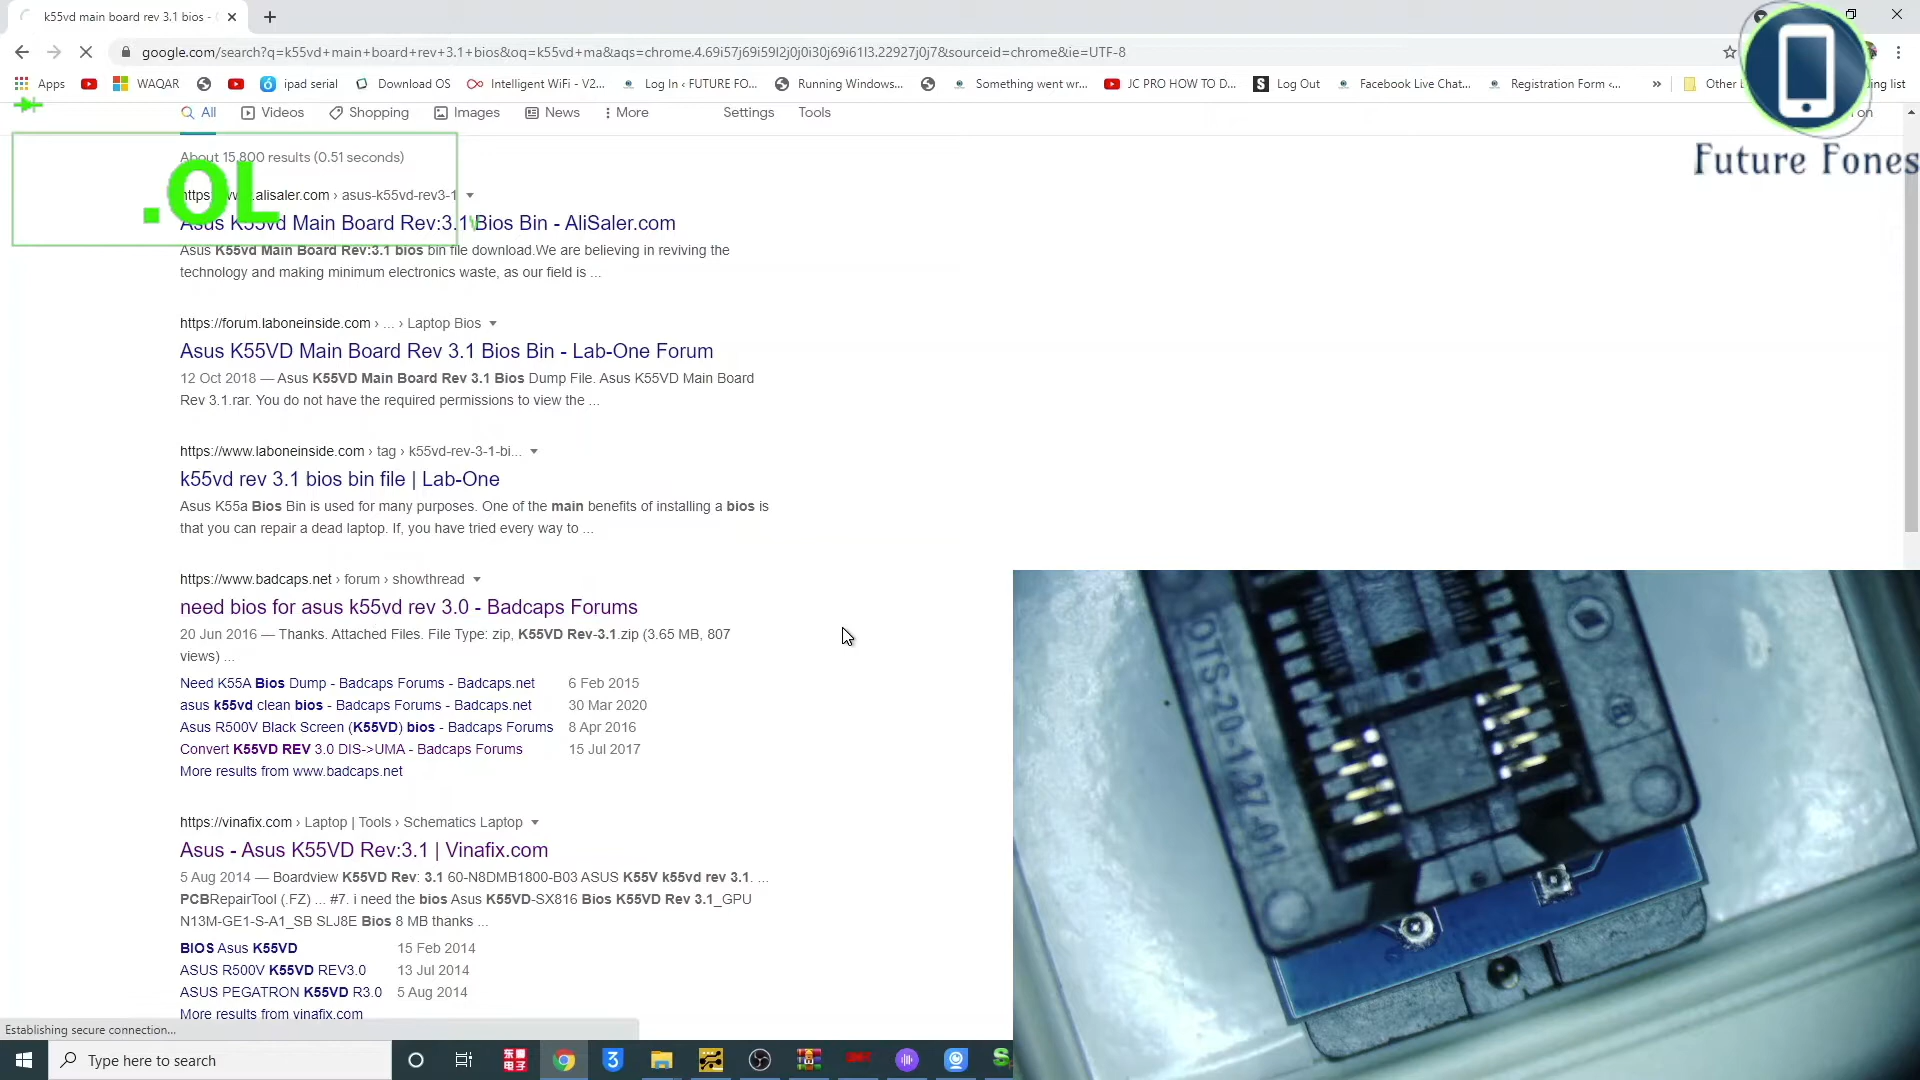 k55vd main board rev 3.1 bios -
google.com/search?q=k55vd+main+board+rev+3.1+bios&oq=k55vd+ma&aqs=chrome.4.69i57j69i59l2j0j0i30j69i61l3.22927j0j7&sourceid=chrome&ie=UTF-8
Apps WAQAR ipad serial Download OS Intelligent WiFi - V2... Log In ‹ FUTURE FO... Running Windows... Something went wr... JC PRO HOW TO D... Log Out Facebook Live Chat... Registration Form ‹... » Other ing list
All Videos Shopping Images News More Settings Tools on
Future Fones
About 15,800 results (0.51 seconds)
.OL
https://www.alisaler.com › asus-k55vd-rev3-1
Asus K55vd Main Board Rev:3.1 Bios Bin - AliSaler.com
Asus K55vd Main Board Rev:3.1 bios bin file download.We are believing in reviving the
technology and making minimum electronics waste, as our field is ...
https://forum.laboneinside.com › ... › Laptop Bios
Asus K55VD Main Board Rev 3.1 Bios Bin - Lab-One Forum
12 Oct 2018 — Asus K55VD Main Board Rev 3.1 Bios Dump File. Asus K55VD Main Board
Rev 3.1.rar. You do not have the required permissions to view the ...
https://www.laboneinside.com › tag › k55vd-rev-3-1-bi...
k55vd rev 3.1 bios bin file | Lab-One
Asus K55a Bios Bin is used for many purposes. One of the main benefits of installing a bios is
that you can repair a dead laptop. If, you have tried every way to ...
https://www.badcaps.net › forum › showthread
need bios for asus k55vd rev 3.0 - Badcaps Forums
20 Jun 2016 — Thanks. Attached Files. File Type: zip, K55VD Rev-3.1.zip (3.65 MB, 807
views) ...
Need K55A Bios Dump - Badcaps Forums - Badcaps.net 6 Feb 2015
asus k55vd clean bios - Badcaps Forums - Badcaps.net 30 Mar 2020
Asus R500V Black Screen (K55VD) bios - Badcaps Forums 8 Apr 2016
Convert K55VD REV 3.0 DIS->UMA - Badcaps Forums 15 Jul 2017
More results from www.badcaps.net
https://vinafix.com › Laptop | Tools › Schematics Laptop
Asus - Asus K55VD Rev:3.1 | Vinafix.com
5 Aug 2014 — Boardview K55VD Rev: 3.1 60-N8DMB1800-B03 ASUS K55V k55vd rev 3.1. ...
PCBRepairTool (.FZ) ... #7. i need the bios Asus K55VD-SX816 Bios K55VD Rev 3.1_GPU
N13M-GE1-S-A1_SB SLJ8E Bios 8 MB thanks ...
BIOS Asus K55VD 15 Feb 2014
ASUS R500V K55VD REV3.0 13 Jul 2014
ASUS PEGATRON K55VD R3.0 5 Aug 2014
More results from vinafix.com
OTS-20-1.27-01
Establishing secure connection...
Type here to search